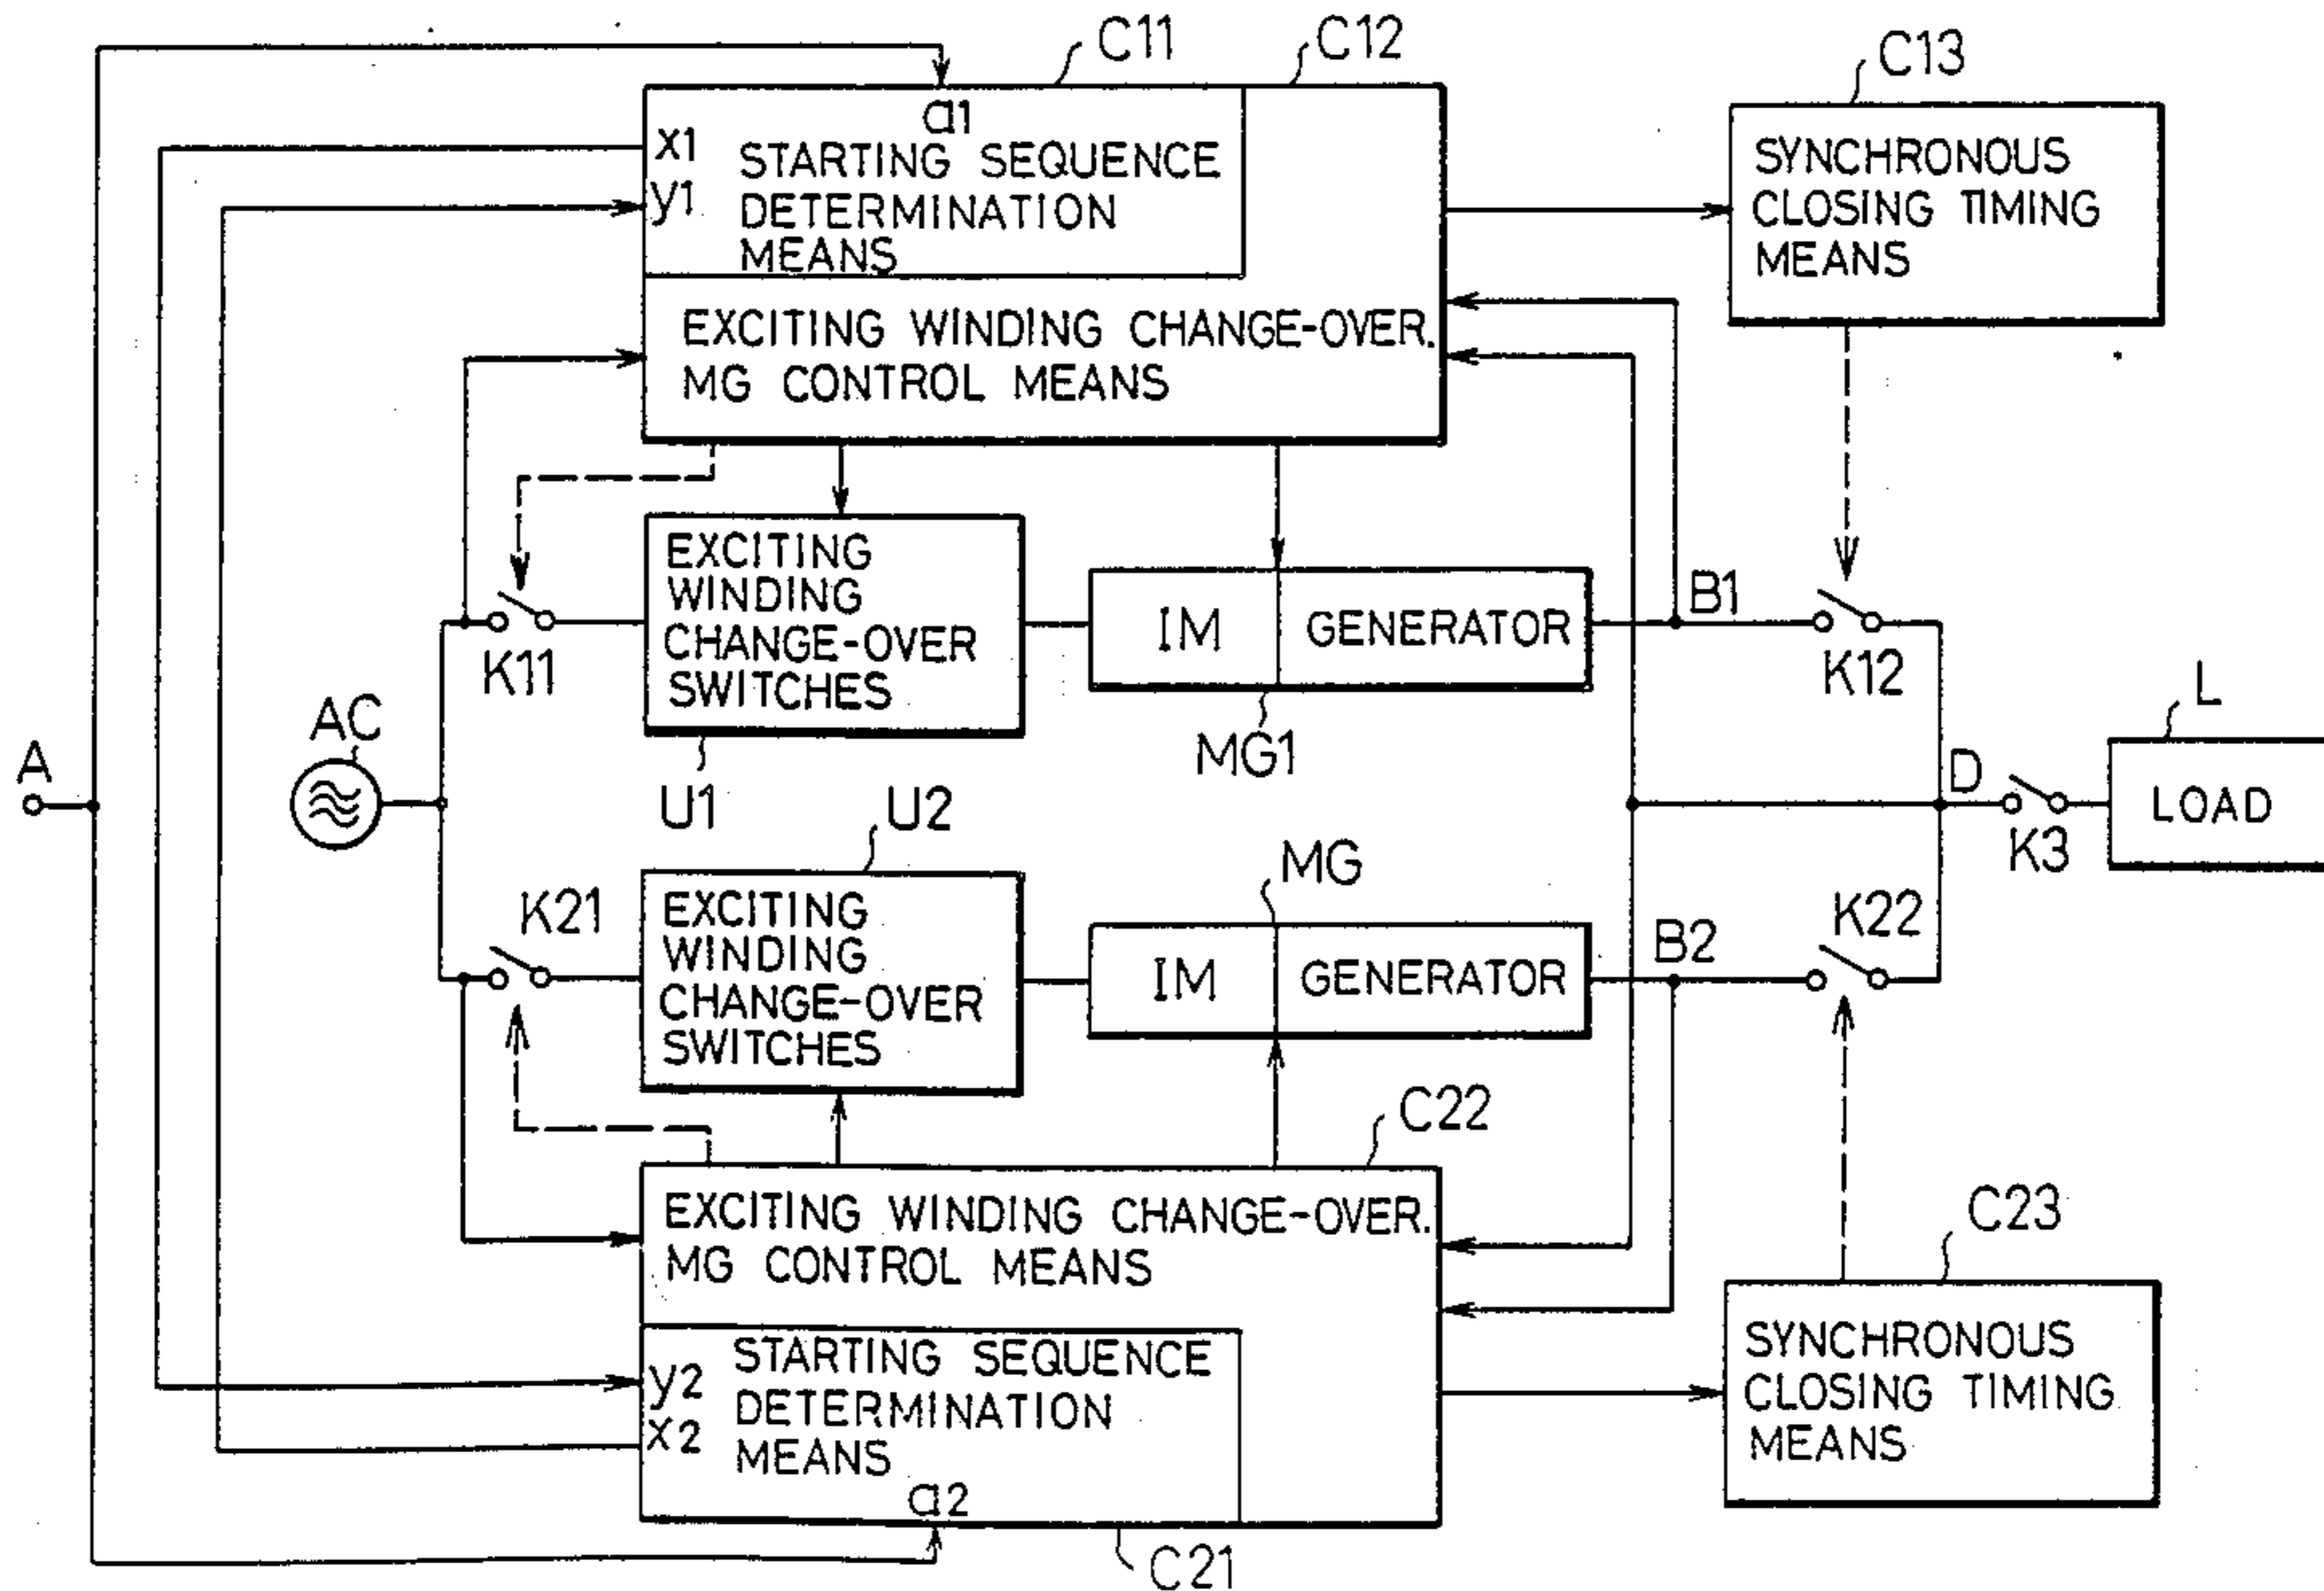 C11
C12
C13
a1
x1
y1
STARTING SEQUENCE
DETERMINATION
MEANS
EXCITING WINDING CHANGE-OVER.
MG CONTROL MEANS
SYNCHRONOUS
CLOSING TIMING
MEANS
EXCITING
WINDING
CHANGE-OVER
SWITCHES
IM
GENERATOR
B1
K11
K12
MG1
U1
AC
A
L
D
LOAD
K3
U2
MG
K21
K22
B2
EXCITING
WINDING
CHANGE-OVER
SWITCHES
IM
GENERATOR
C22
C23
EXCITING WINDING CHANGE-OVER.
MG CONTROL MEANS
y2
x2
STARTING SEQUENCE
DETERMINATION
MEANS
a2
C21
SYNCHRONOUS
CLOSING TIMING
MEANS